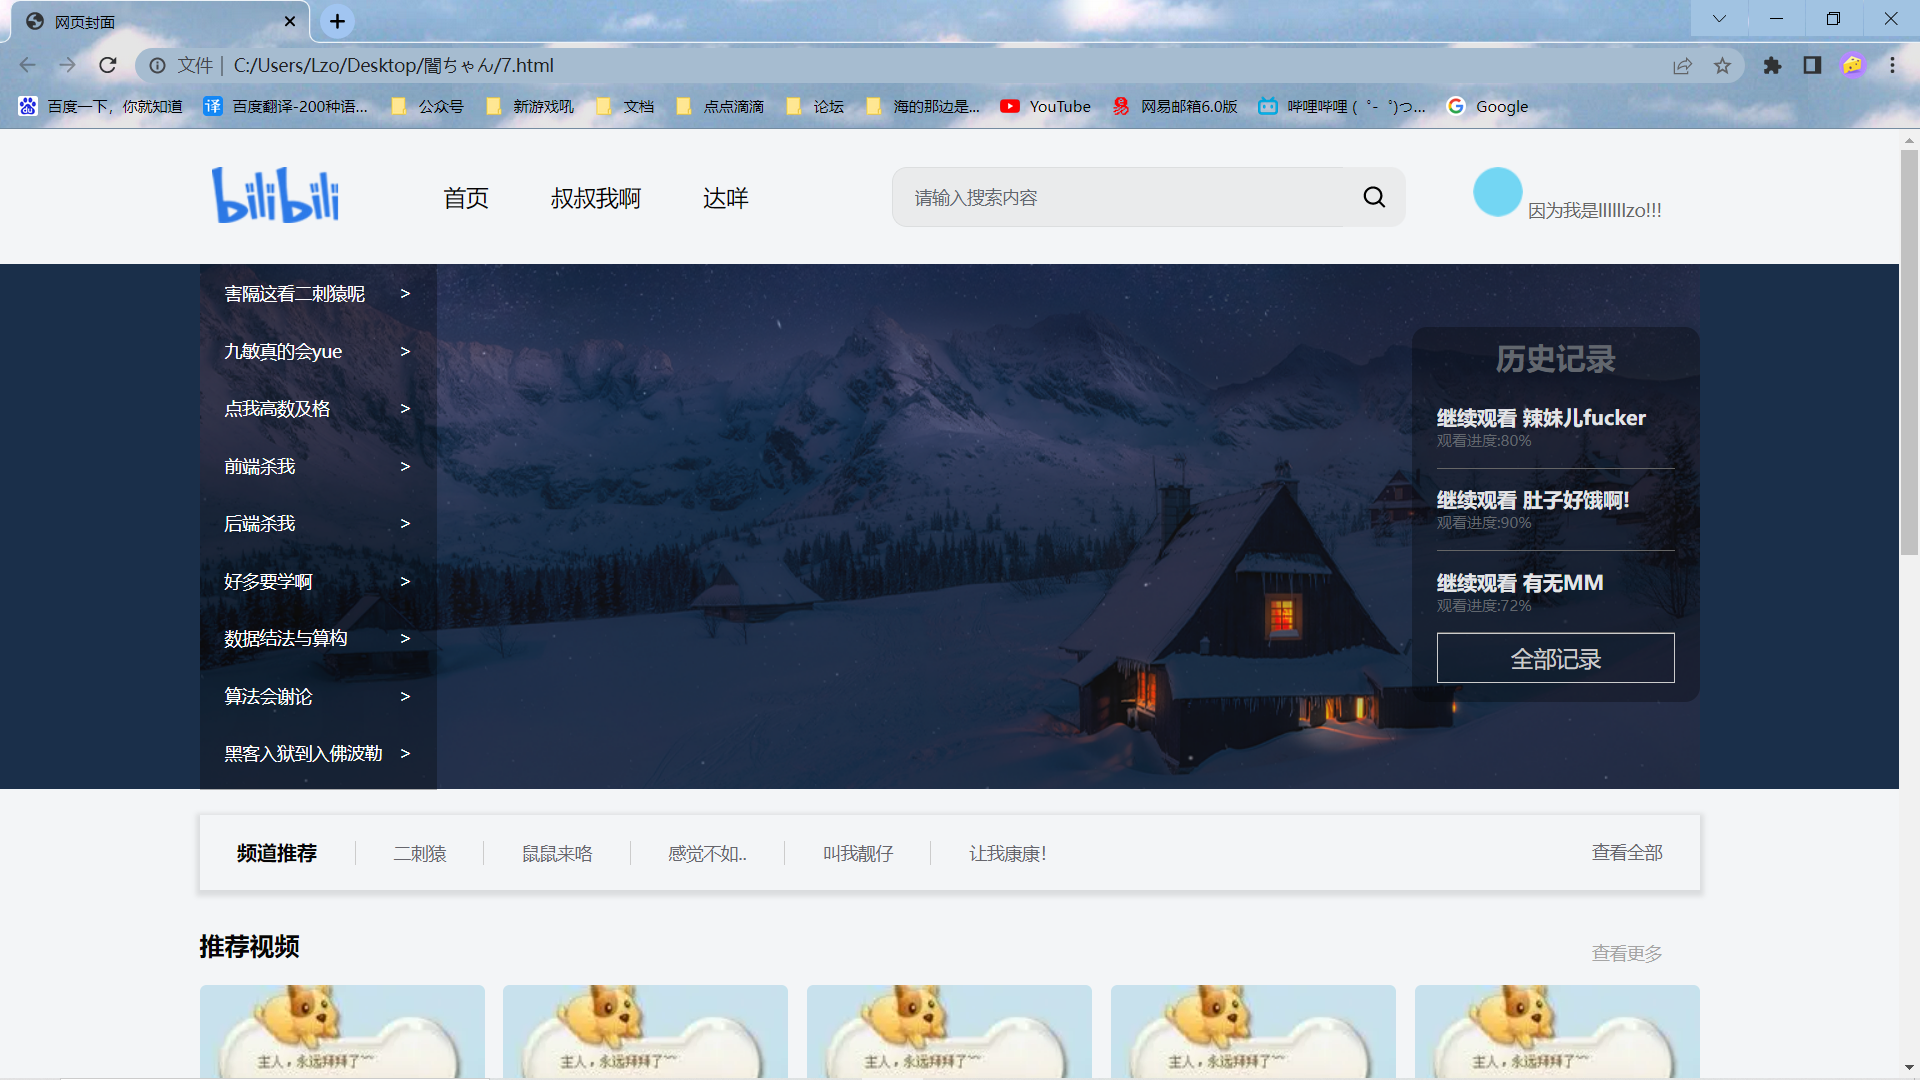 网页封面
文件 | C:/Users/Lzo/Desktop/闇ちゃん/7.html
百度一下，你就知道 百度翻译-200种语... 公众号 新游戏吼 文档 点点滴滴 论坛 海的那边是... YouTube 网易邮箱6.0版 哔哩哔哩 (゜-゜)つ... Google
bilibili 首页 叔叔我啊 达咩 请输入搜索内容 因为我是llllllzo!!!
害隔这看二刺猿呢 >
九敏真的会yue >
点我高数及格 >
前端杀我 >
后端杀我 >
好多要学啊 >
数据结法与算构 >
算法会谢论 >
黑客入狱到入佛波勒 >
历史记录
继续观看 辣妹儿fucker
观看进度:80%
继续观看 肚子好饿啊!
观看进度:90%
继续观看 有无MM
观看进度:72%
全部记录
频道推荐 二刺猿 鼠鼠来咯 感觉不如.. 叫我靓仔 让我康康! 查看全部
推荐视频 查看更多
主人，永远拜拜了~~ 主人，永远拜拜了~~ 主人，永远拜拜了~~ 主人，永远拜拜了~~ 主人，永远拜拜了~~